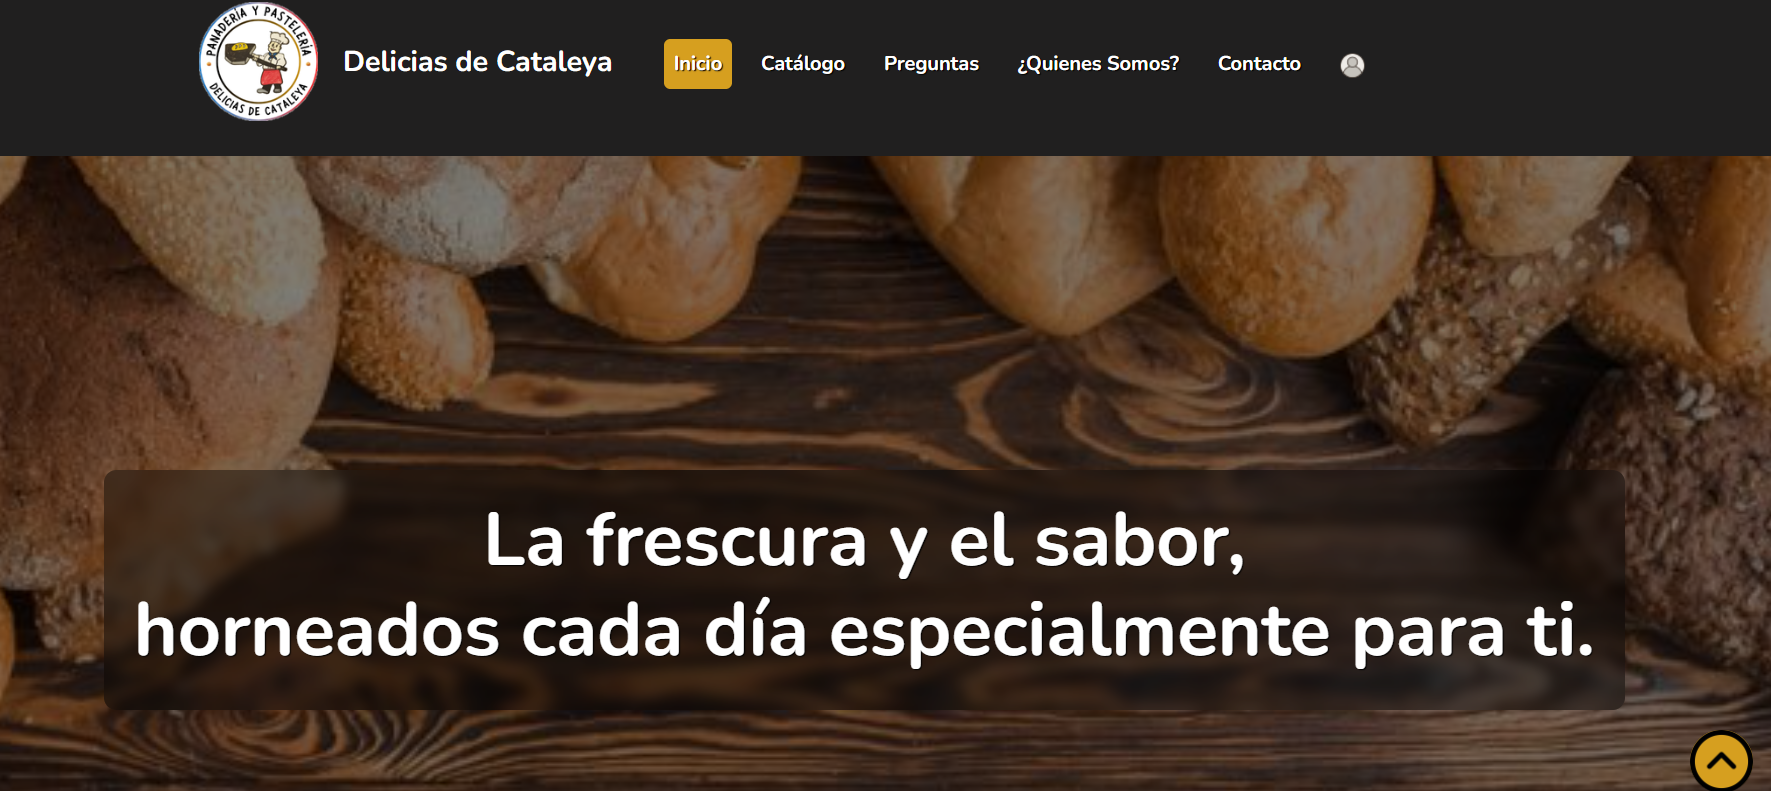 PANADERÍA Y PASTELERÍA
DELICIAS DE CATALEYA
Delicias de Cataleya
Inicio
Catálogo
Preguntas
¿Quienes Somos?
Contacto
La frescura y el sabor,
horneados cada día especialmente para ti.